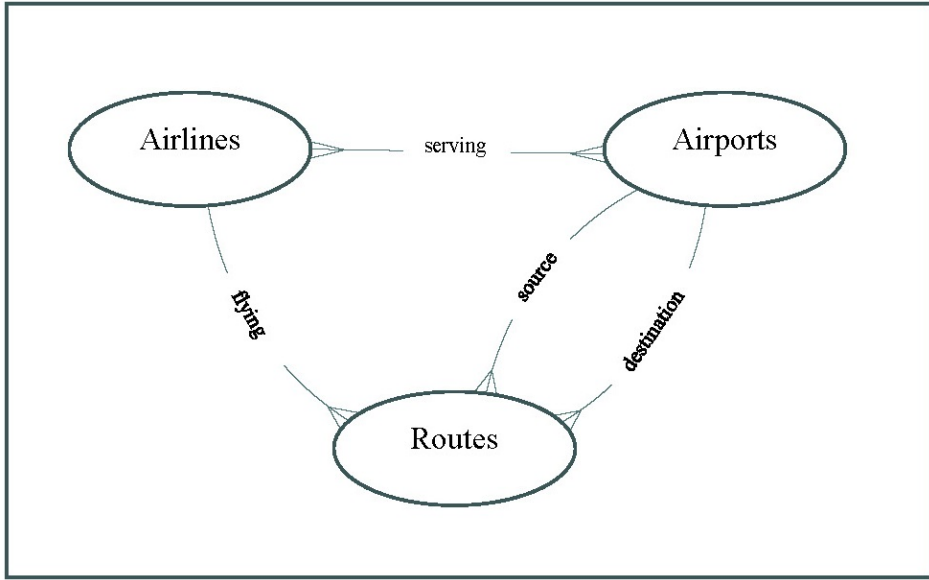 Airlines
serving
Airports
flying
source
destination
Routes